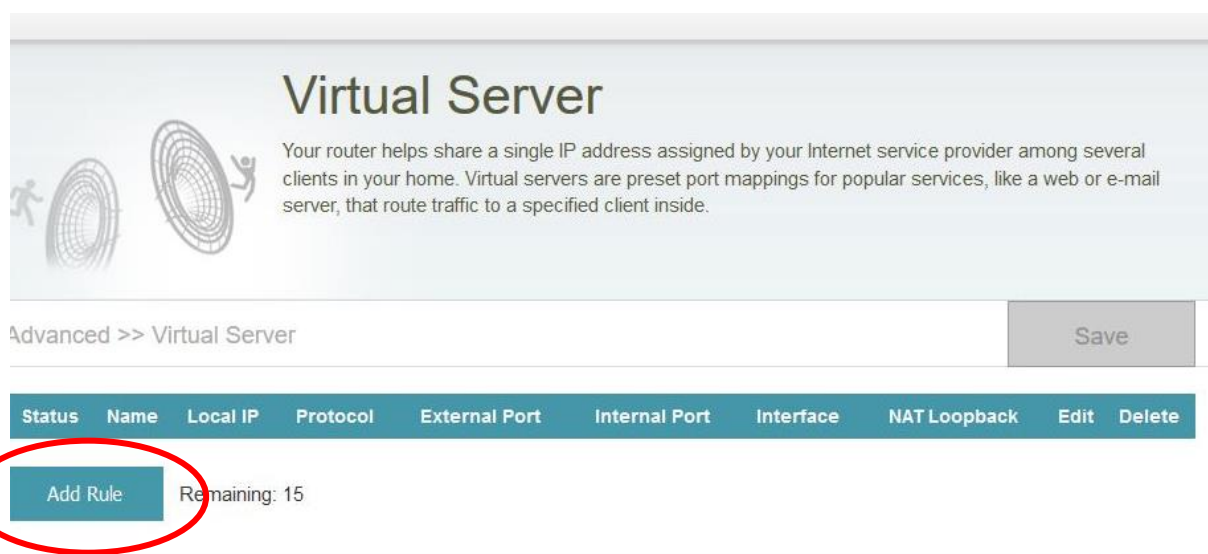 Virtual Server
Your router helps share a single IP address assigned by your Internet service provider among several
clients in your home. Virtual servers are preset port mappings for popular services, like a web or e-mail
server, that route traffic to a specified client inside.
Advanced >> Virtual Server
Save
Status Name Local IP Protocol External Port Internal Port Interface NAT Loopback Edit Delete
Add Rule Remaining: 15